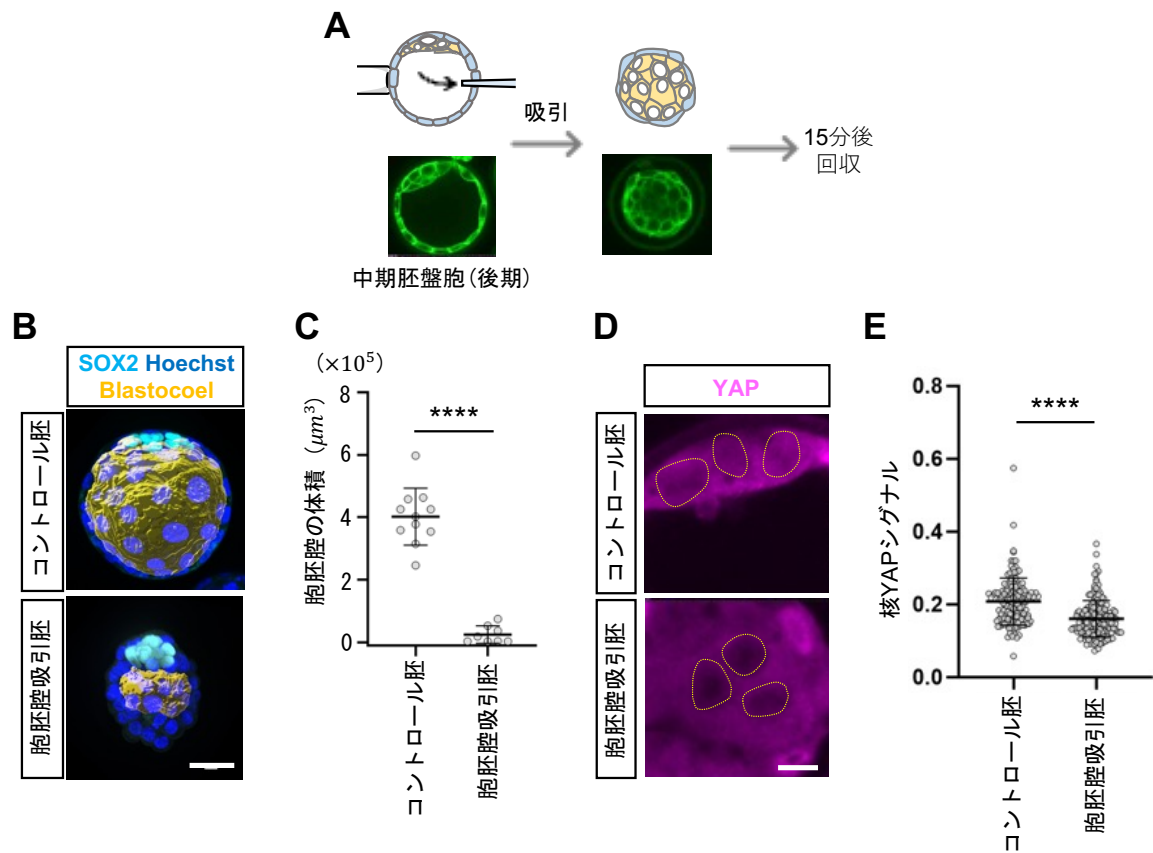 A
吸引
15分後
回収
中期胚盤胞（後期）
B
SOX2 Hoechst
Blastocoel
コントロール胚
胞胚腔吸引胚
C
（×10⁵）
胞胚腔の体積（μm³）
8
6
4
2
0
****
コントロール胚
胞胚腔吸引胚
D
YAP
コントロール胚
胞胚腔吸引胚
E
核YAPシグナル
0.8
0.6
0.4
0.2
0.0
****
コントロール胚
胞胚腔吸引胚